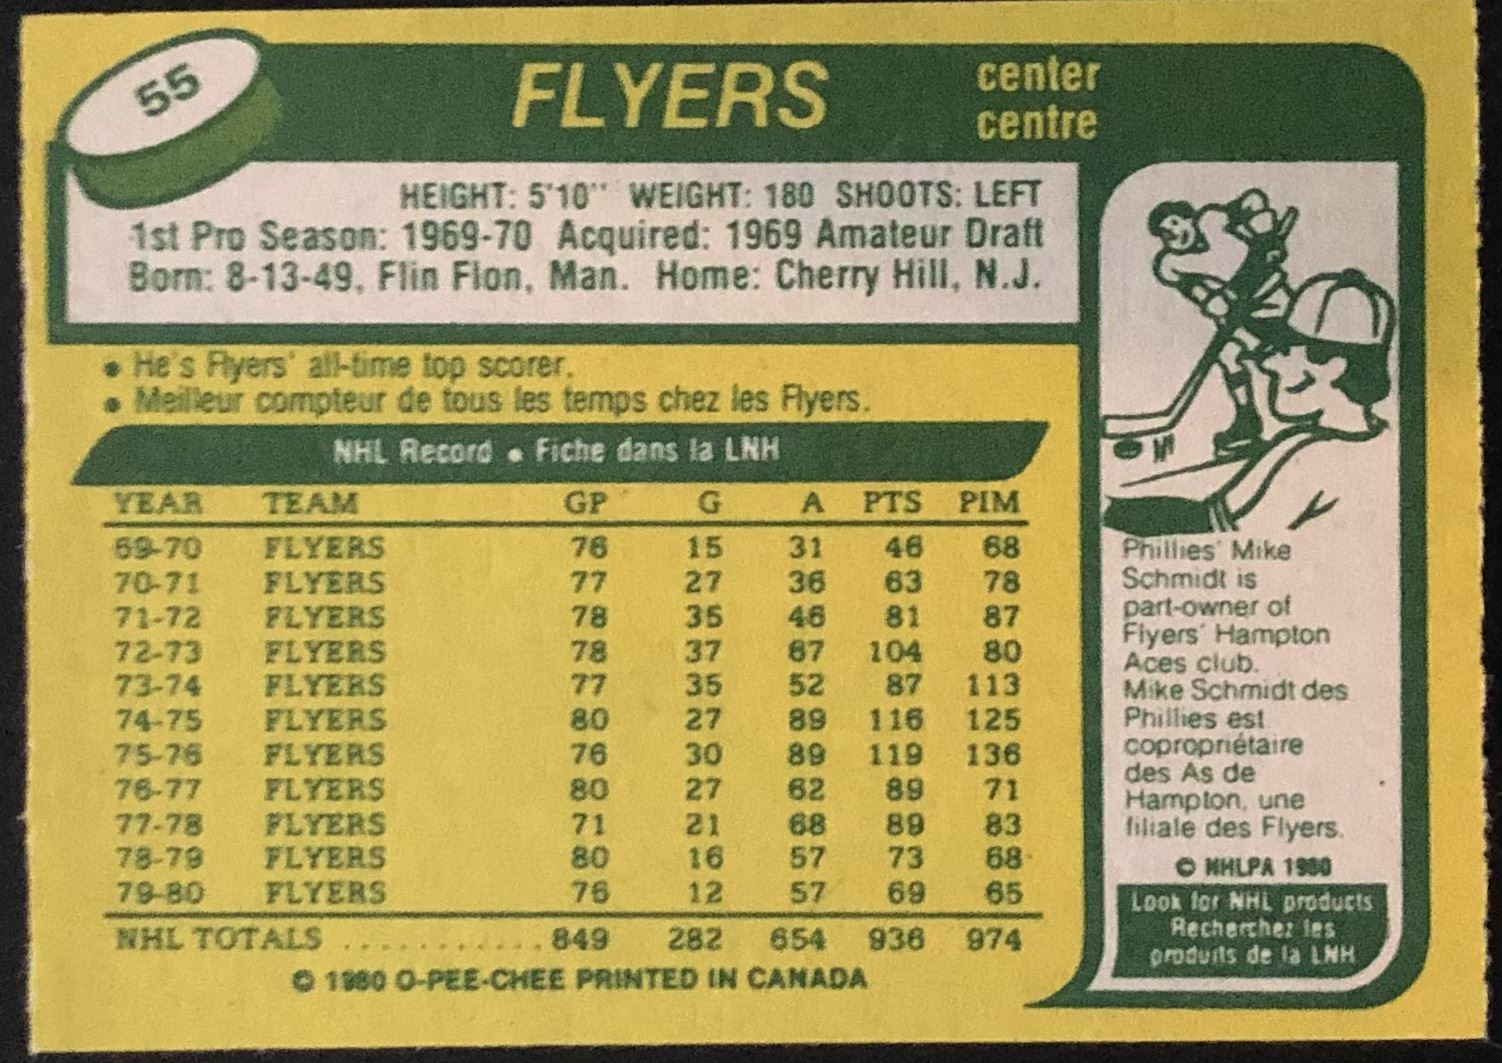 55
FLYERS
center
centre
HEIGHT: 5'10" WEIGHT: 180 SHOOTS: LEFT
1st Pro Season: 1969-70 Acquired: 1969 Amateur Draft
Born: 8-13-49, Flin Flon, Man. Home: Cherry Hill, N.J.
• He's Flyers' all-time top scorer.
• Meilleur compteur de tous les temps chez les Flyers.
NHL Record • Fiche dans la LNH
YEAR TEAM GP G A PTS PIM
69-70 FLYERS 76 15 31 46 68
70-71 FLYERS 77 27 36 63 78
71-72 FLYERS 78 35 46 81 87
72-73 FLYERS 78 37 67 104 80
73-74 FLYERS 77 35 52 87 113
74-75 FLYERS 80 27 89 116 125
75-76 FLYERS 76 30 89 119 136
76-77 FLYERS 80 27 62 89 71
77-78 FLYERS 71 21 68 89 83
78-79 FLYERS 80 16 57 73 68
79-80 FLYERS 76 12 57 69 65
NHL TOTALS ............ 849 282 654 936 974
© 1980 O-PEE-CHEE PRINTED IN CANADA
Phillies' Mike
Schmidt is
part-owner of
Flyers' Hampton
Aces club.
Mike Schmidt des
Phillies est
copropriétaire
des As de
Hampton, une
filiale des Flyers.
© NHLPA 1980
Look for NHL products
Recherchez les
produits de la LNH